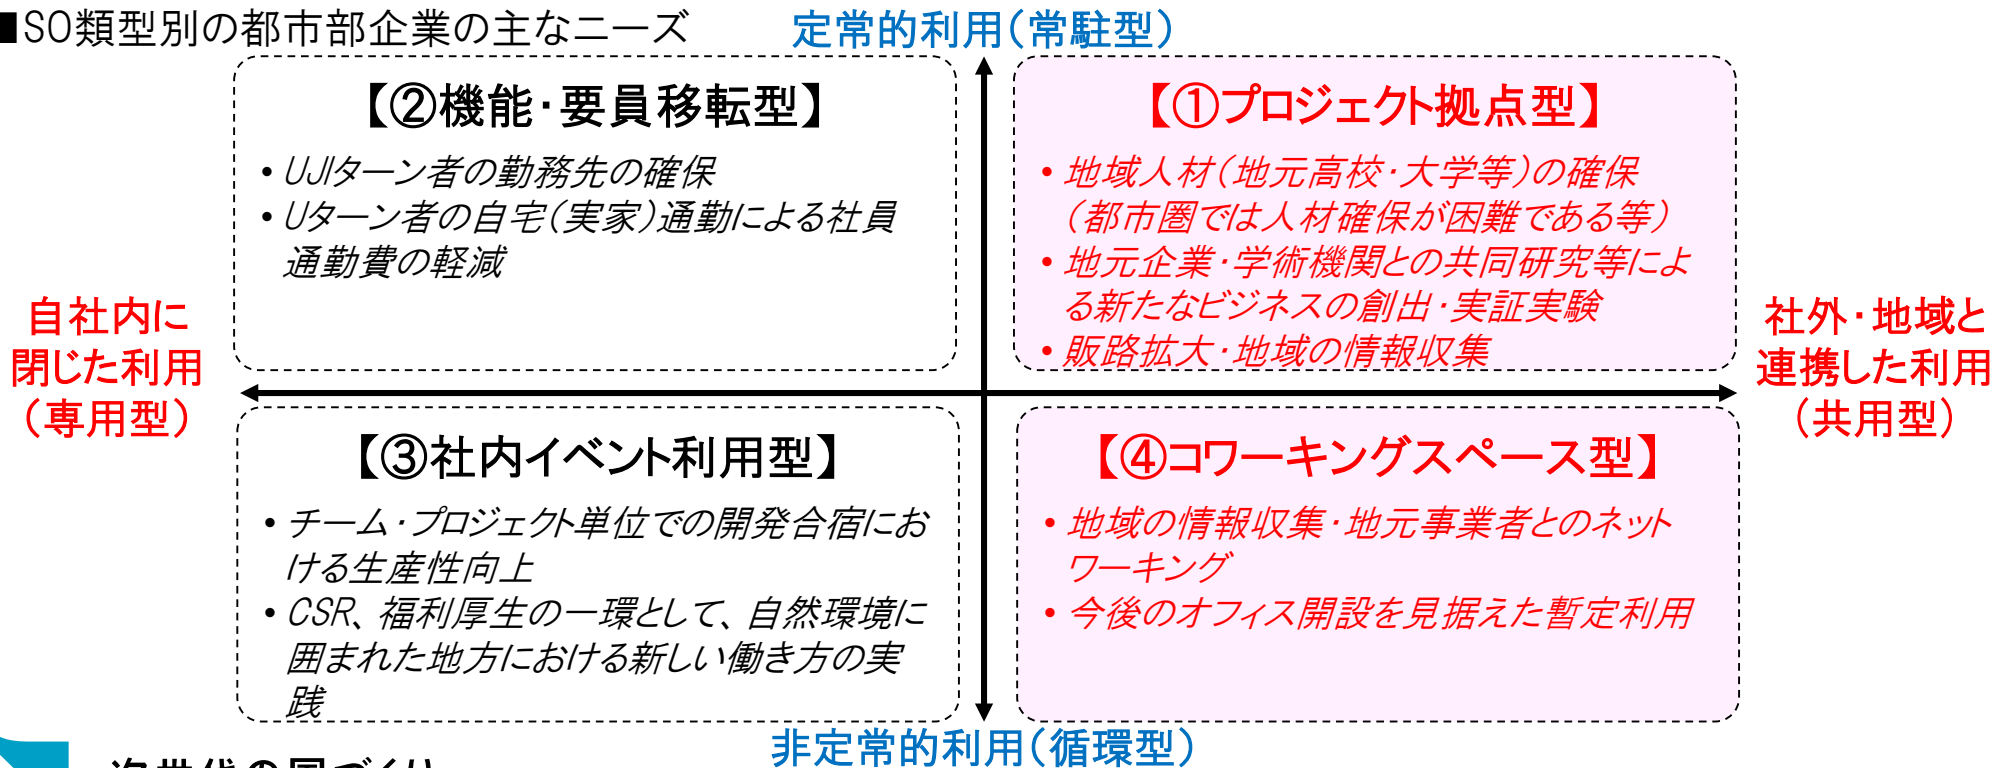 ■SO類型別の都市部企業の主なニーズ
定常的利用(常駐型)
【②機能・要員移転型】
・UJIターン者の勤務先の確保
・Uターン者の自宅(実家)通勤による社員
通勤費の軽減
【①プロジェクト拠点型】
・地域人材(地元高校・大学等)の確保
(都市圏では人材確保が困難である等)
・地元企業・学術機関との共同研究等によ
る新たなビジネスの創出・実証実験
・販路拡大・地域の情報収集
自社内に
閉じた利用
(専用型)
社外・地域と
連携した利用
(共用型)
【③社内イベント利用型】
・チーム・プロジェクト単位での開発合宿にお
ける生産性向上
・CSR、福利厚生の一環として、自然環境に
囲まれた地方における新しい働き方の実
践
【④コワーキングスペース型】
・地域の情報収集・地元事業者とのネット
ワーキング
・今後のオフィス開設を見据えた暫定利用
非定常的利用(循環型)
次世代の国づくり